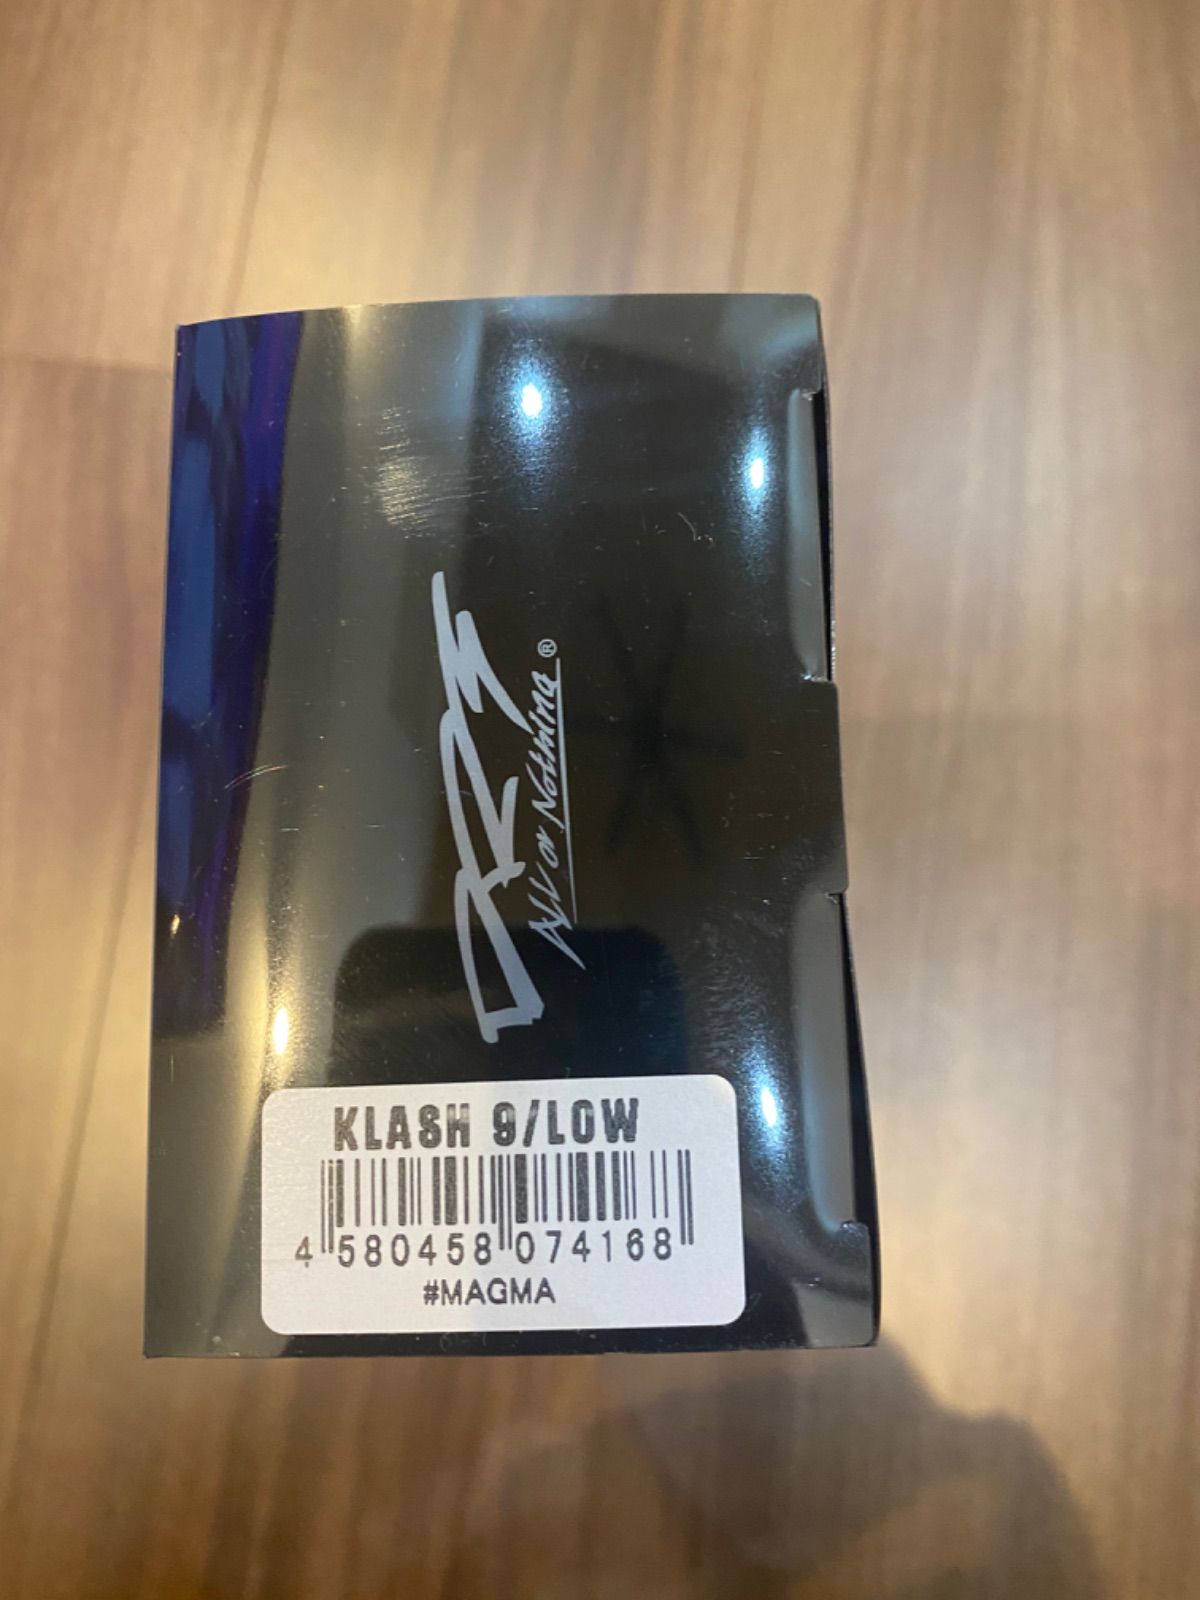 All or Nothing ®
KLASH 9/LOW
4 580458 074168
#MAGMA